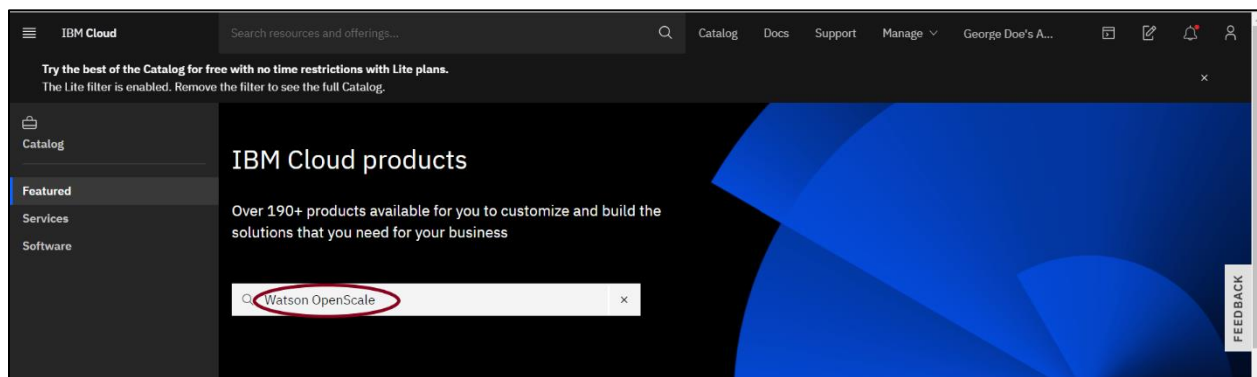 IBM Cloud
Search resources and offerings...
Catalog
Docs
Support
Manage
George Doe's A...
Try the best of the Catalog for free with no time restrictions with Lite plans.
The Lite filter is enabled. Remove the filter to see the full Catalog.
Catalog
Featured
Services
Software
IBM Cloud products
Over 190+ products available for you to customize and build the
solutions that you need for your business
Watson OpenScale
FEEDBACK